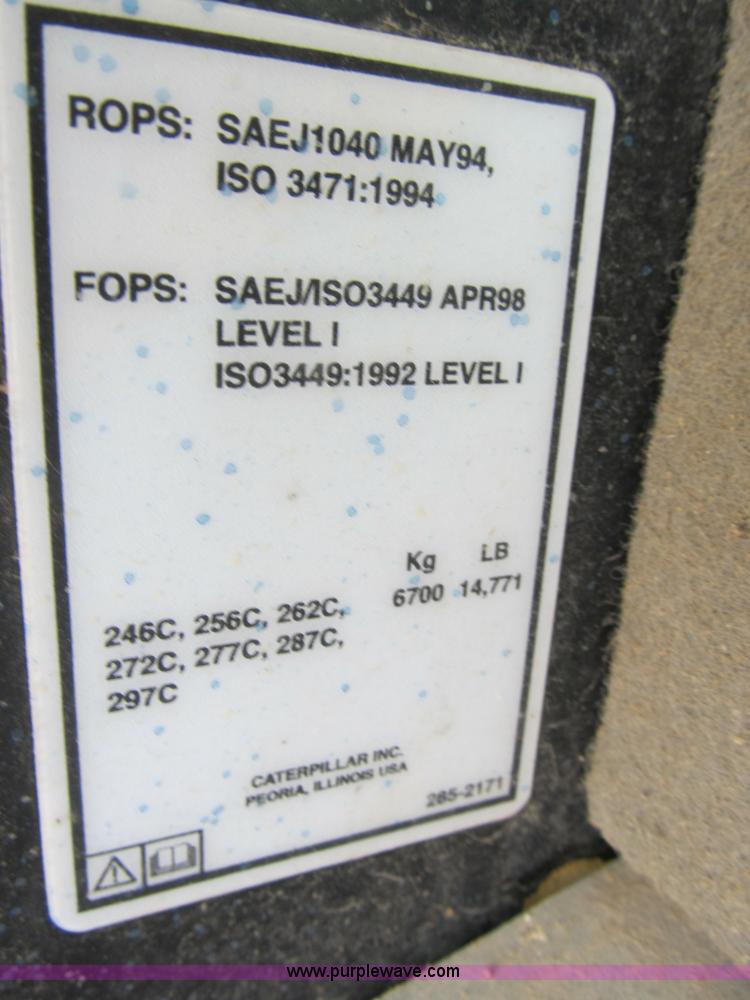 ROPS: SAEJ1040 MAY94,
ISO 3471:1994
FOPS: SAEJ/ISO3449 APR98
LEVEL I
ISO3449:1992 LEVEL I
Kg LB
246C, 256C, 262C, 6700 14,771
272C, 277C, 287C,
297C
CATERPILLAR INC.
PEORIA, ILLINOIS USA
265-2171
www.purplewave.com